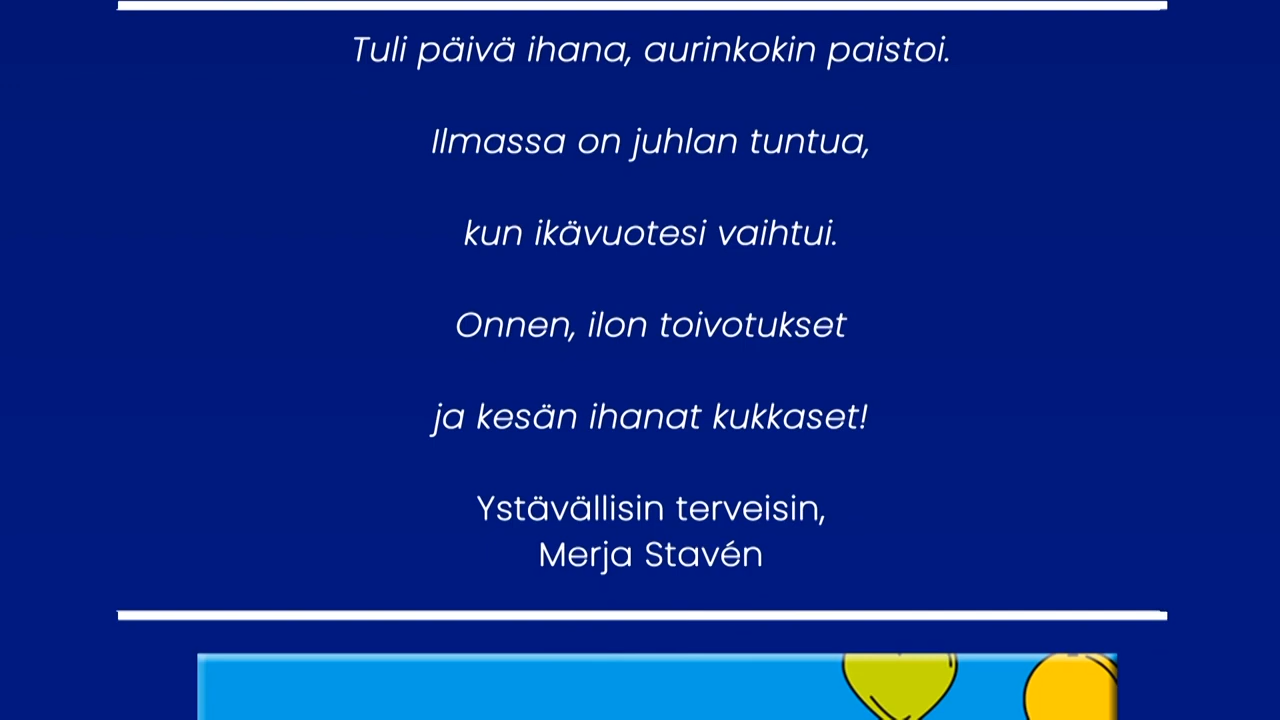 Tuli päivä ihana, aurinkokin paistoi.
Ilmassa on juhlan tuntua,
kun ikävuotesi vaihtui.
Onnen, ilon toivotukset
ja kesän ihanat kukkaset!
Ystävällisin terveisin,
Merja Stavén